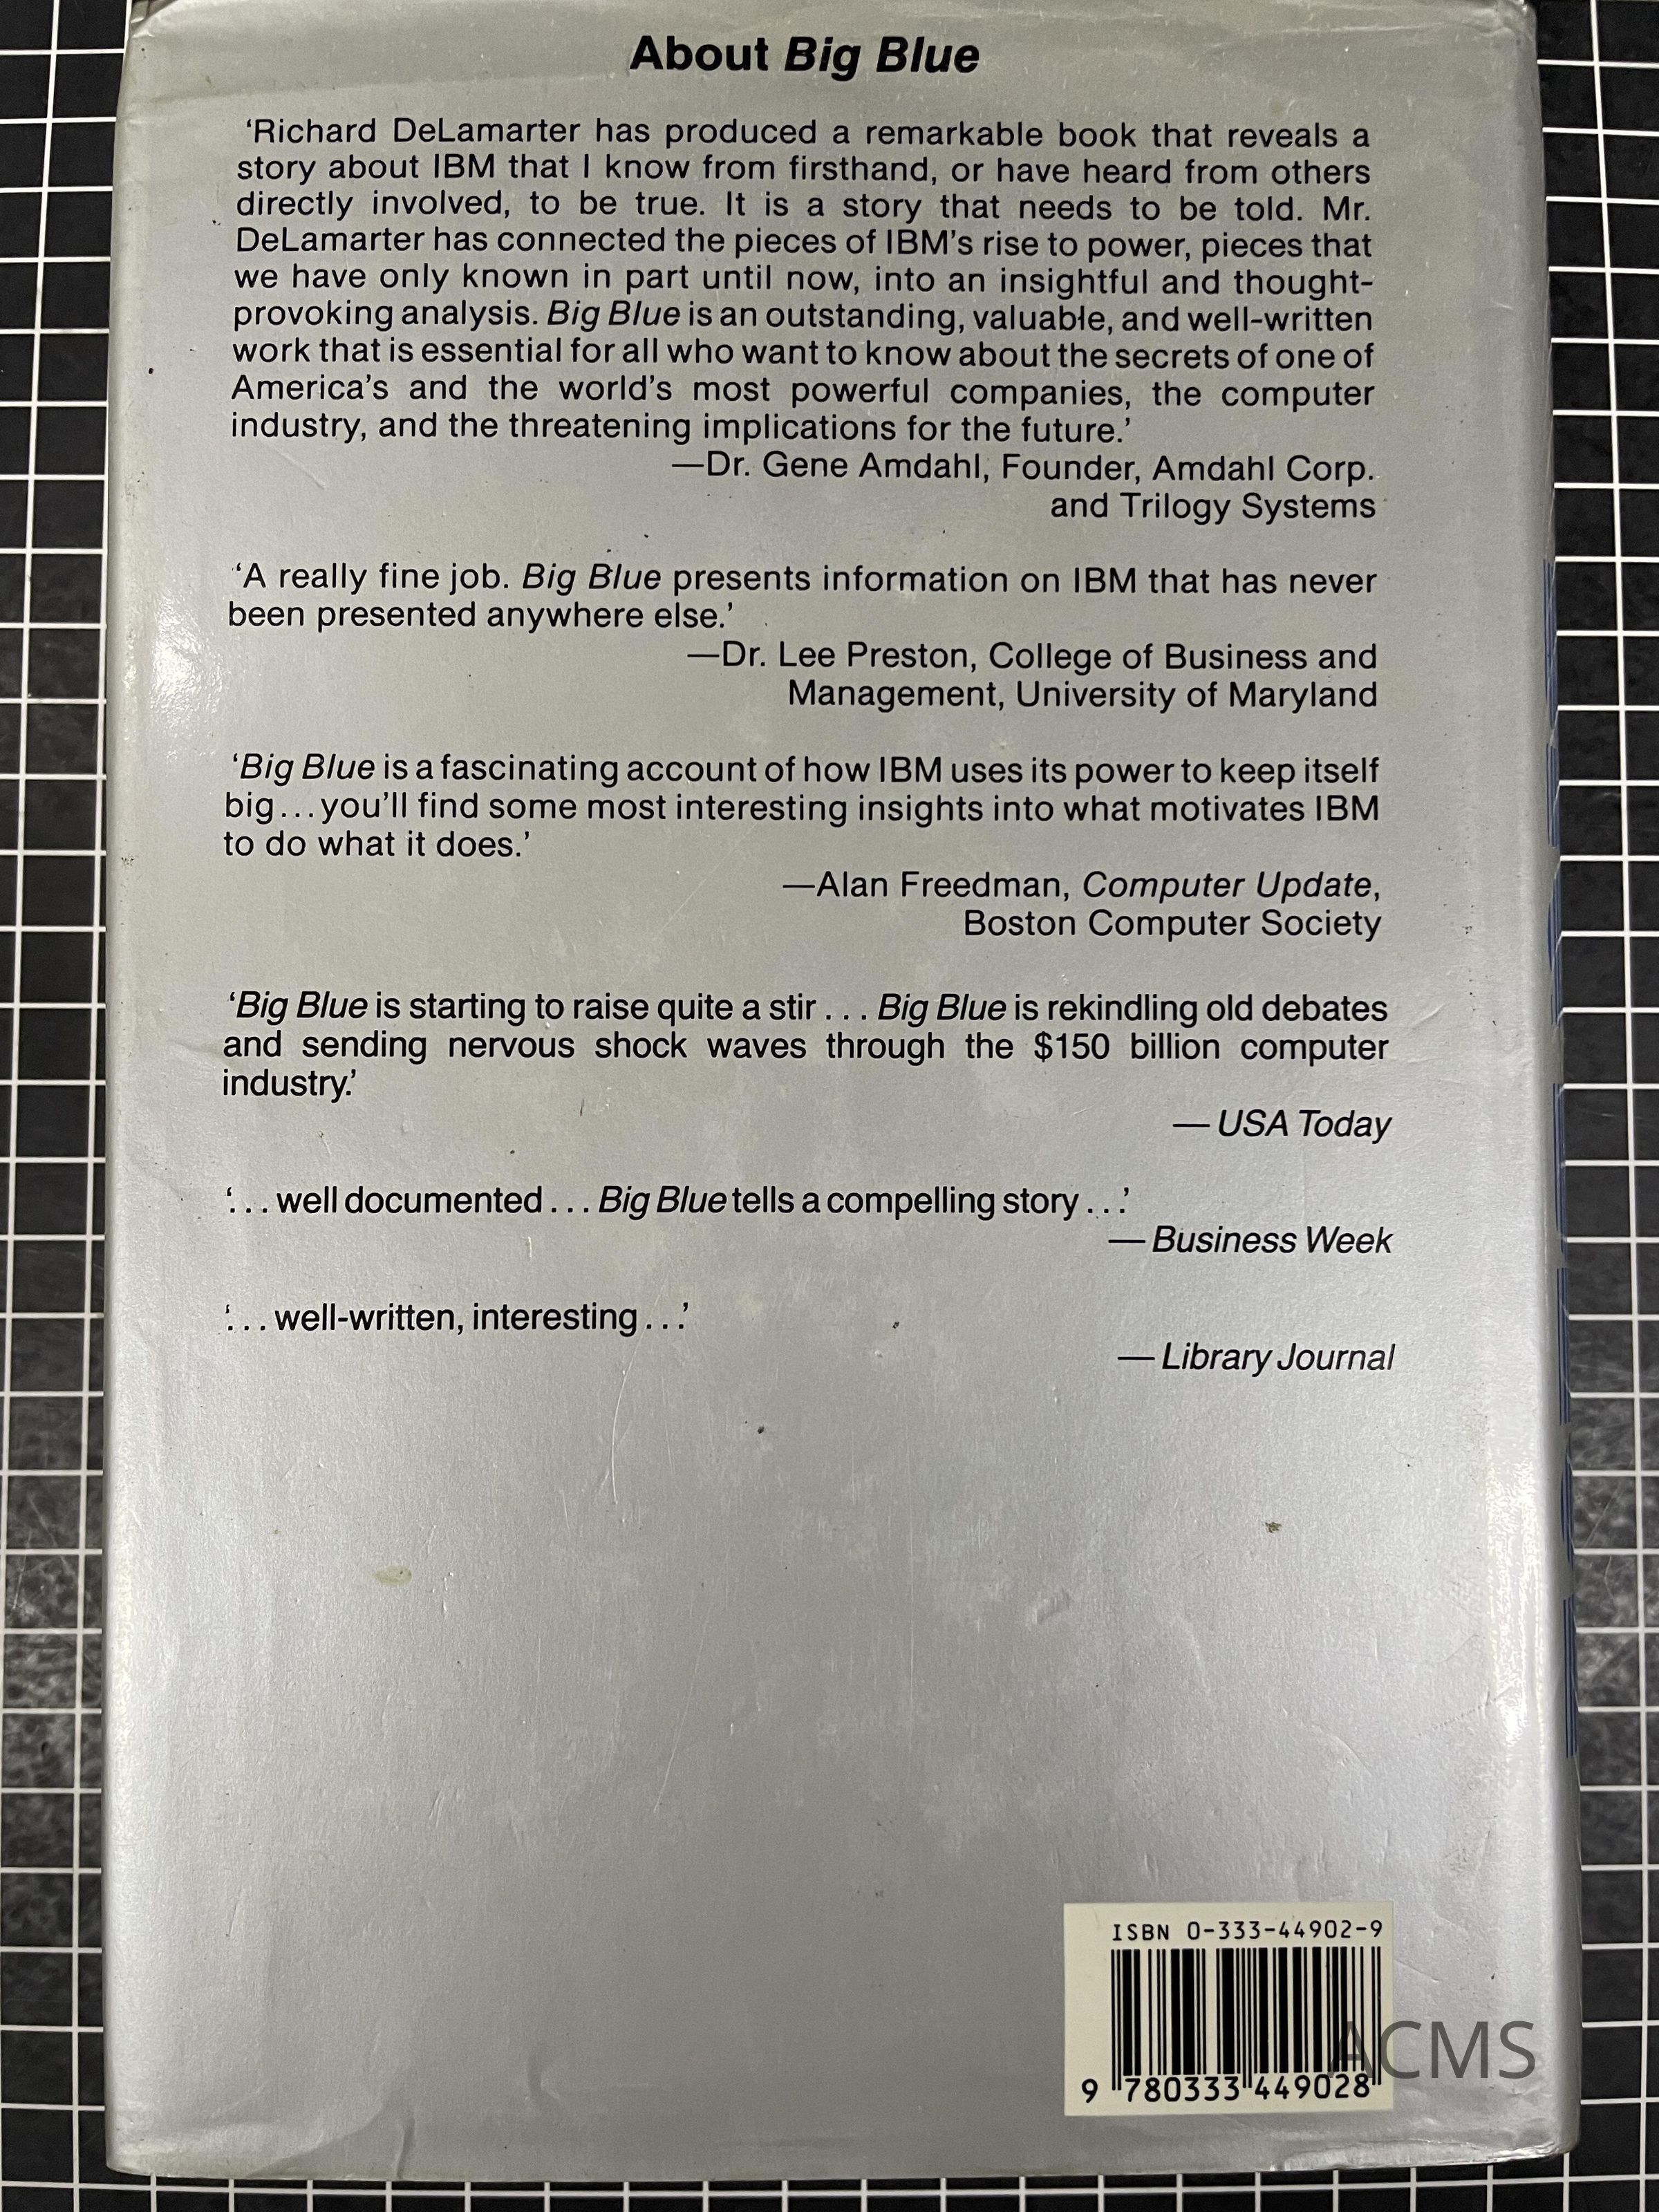 About Big Blue
‘Richard DeLamarter has produced a remarkable book that reveals a
story about IBM that I know from firsthand, or have heard from others
directly involved, to be true. It is a story that needs to be told. Mr.
DeLamarter has connected the pieces of IBM’s rise to power, pieces that
we have only known in part until now, into an insightful and thought-
provoking analysis. Big Blue is an outstanding, valuable, and well-written
work that is essential for all who want to know about the secrets of one of
America’s and the world’s most powerful companies, the computer
industry, and the threatening implications for the future.’
—Dr. Gene Amdahl, Founder, Amdahl Corp.
and Trilogy Systems
‘A really fine job. Big Blue presents information on IBM that has never
been presented anywhere else.’
—Dr. Lee Preston, College of Business and
Management, University of Maryland
‘Big Blue is a fascinating account of how IBM uses its power to keep itself
big...you’ll find some most interesting insights into what motivates IBM
to do what it does.’
—Alan Freedman, Computer Update,
Boston Computer Society
‘Big Blue is starting to raise quite a stir . . . Big Blue is rekindling old debates
and sending nervous shock waves through the $150 billion computer
industry.’
— USA Today
‘. . . well documented . . . Big Blue tells a compelling story . . .’
— Business Week
‘. . . well-written, interesting . . .’
— Library Journal
ISBN 0-333-44902-9
9 780333 449028
ACMS